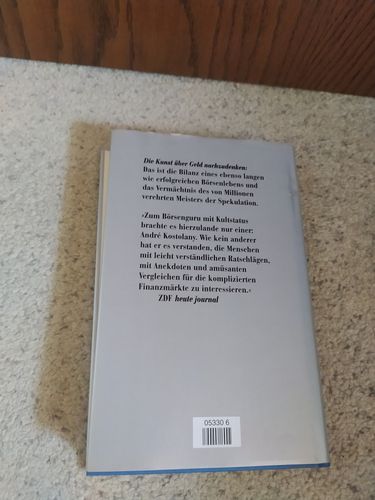 Die Kunst über Geld nachzudenken:
Das ist die Bilanz eines ebenso langen
wie erfolgreichen Börsenlebens und
das Vermächtnis des von Millionen
verehrten Meisters der Spekulation.
›Zum Börsenguru mit Kultstatus
brachte es hierzulande nur einer:
André Kostolany. Wie kein anderer
hat er es verstanden, die Menschen
mit leicht verständlichen Ratschlägen,
mit Anekdoten und amüsanten
Vergleichen für die komplizierten
Finanzmärkte zu interessieren.‹
ZDF heute journal
05330 6